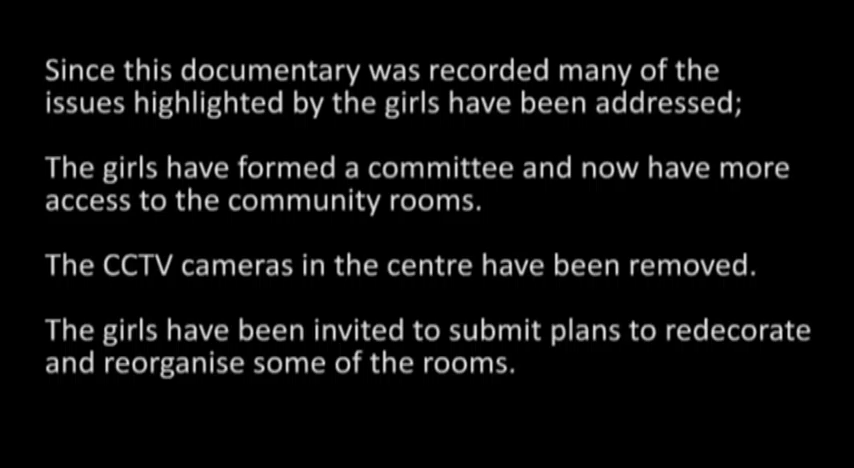 Since this documentary was recorded many of the
issues highlighted by the girls have been addressed;
The girls have formed a committee and now have more
access to the community rooms.
The CCTV cameras in the centre have been removed.
The girls have been invited to submit plans to redecorate
and reorganise some of the rooms.